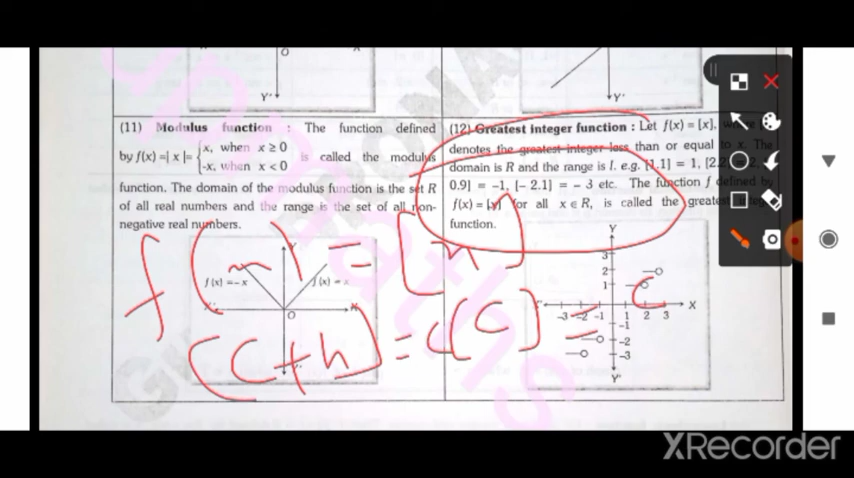 Y'
Y'
(11) Modulus function : The function defined
by f(x) =| x |= { x, when x ≥ 0
-x, when x < 0 is called the modulus
function. The domain of the modulus function is the set R
of all real numbers and the range is the set of all non-
negative real numbers.
f(x) = -x
f(x) = x
O
(12) Greatest integer function : Let f(x) = [x],
denotes the greatest integer less than or equal to x. The
domain is R and the range is I. e.g. [1.1] = 1, [2.2]
0.9] = -1, [- 2.1] = - 3 etc. The function f defined by
f(x) = [x] for all x ∈ R, is called the greatest
function.
Y
3
2
1
-3 -2 -1 1 2 3 X
-1
-2
-3
Y'
f(x) = [x]
(C+h) = C(C) = C
XRecorder